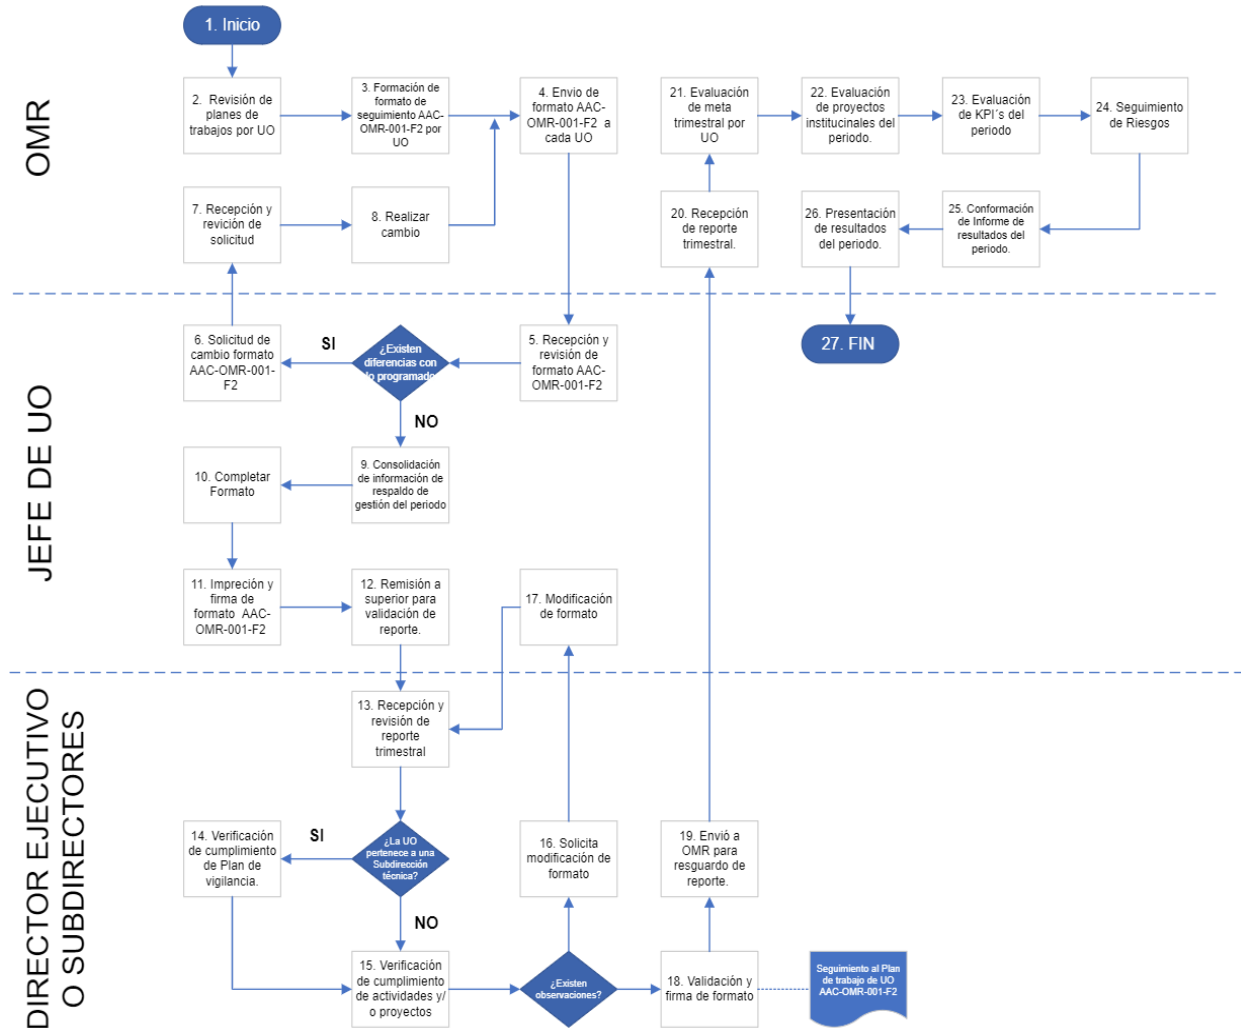 OMR
1. Inicio
2. Revisión de
planes de
trabajos por UO
3. Formación de
formato de
seguimiento AAC-
OMR-001-F2 por
UO
4. Envio de
formato AAC-
OMR-001-F2 a
cada UO
21. Evaluación
de meta
trimestral por
UO
22. Evaluación
de proyectos
institucinales del
periodo.
23. Evaluación
de KPI´s del
periodo
24. Seguimiento
de Riesgos
7. Recepción y
revición de
solicitud
8. Realizar
cambio
20. Recepción
de reporte
trimestral.
26. Presentación
de resultados
del periodo.
25. Conformación
de Informe de
resultados del
periodo.
27. FIN
JEFE DE UO
6. Solicitud de
cambio formato
AAC-OMR-001-
F2
SI
¿Existen
diferencias con
lo programado
5. Recepción y
revisión de
formato AAC-
OMR-001-F2
NO
10. Completar
Formato
9. Consolidación
de información de
respaldo de
gestión del periodo
11. Impreción y
firma de
formato AAC-
OMR-001-F2
12. Remisión a
superior para
validación de
reporte.
17. Modificación
de formato
DIRECTOR EJECUTIVO
O SUBDIRECTORES
13. Recepción y
revisión de
reporte
trimestral
14. Verificación
de cumplimiento
de Plan de
vigilancia.
SI
¿La UO
pertenece a una
Subdirección
técnica?
NO
16. Solicita
modificación de
formato
19. Envió a
OMR para
resguardo de
reporte.
15. Verificación
de cumplimiento
de actividades y/
o proyectos
¿Existen
observaciones?
18. Validación y
firma de formato
Seguimiento al Plan
de trabajo de UO
AAC-OMR-001-F2